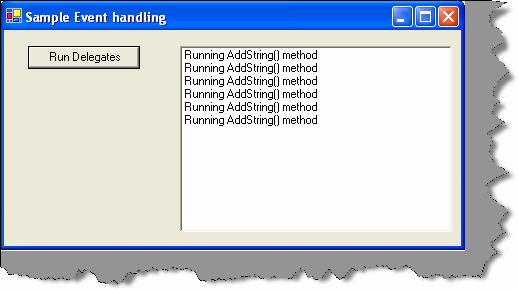 Sample Event handling
Run Delegates
Running AddString() method
Running AddString() method
Running AddString() method
Running AddString() method
Running AddString() method
Running AddString() method